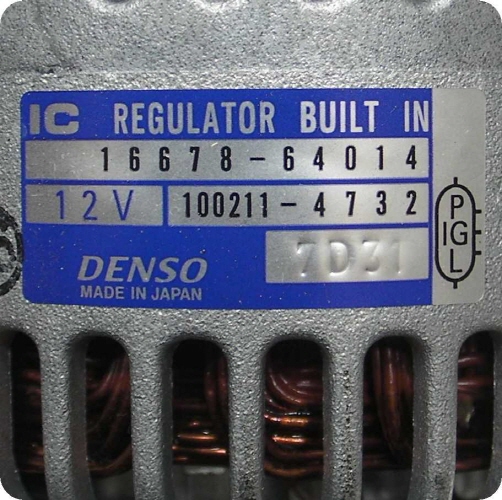 IC REGULATOR BUILT IN
16678-64014
12V 100211-4732
DENSO 7D31
MADE IN JAPAN
P
IG
L